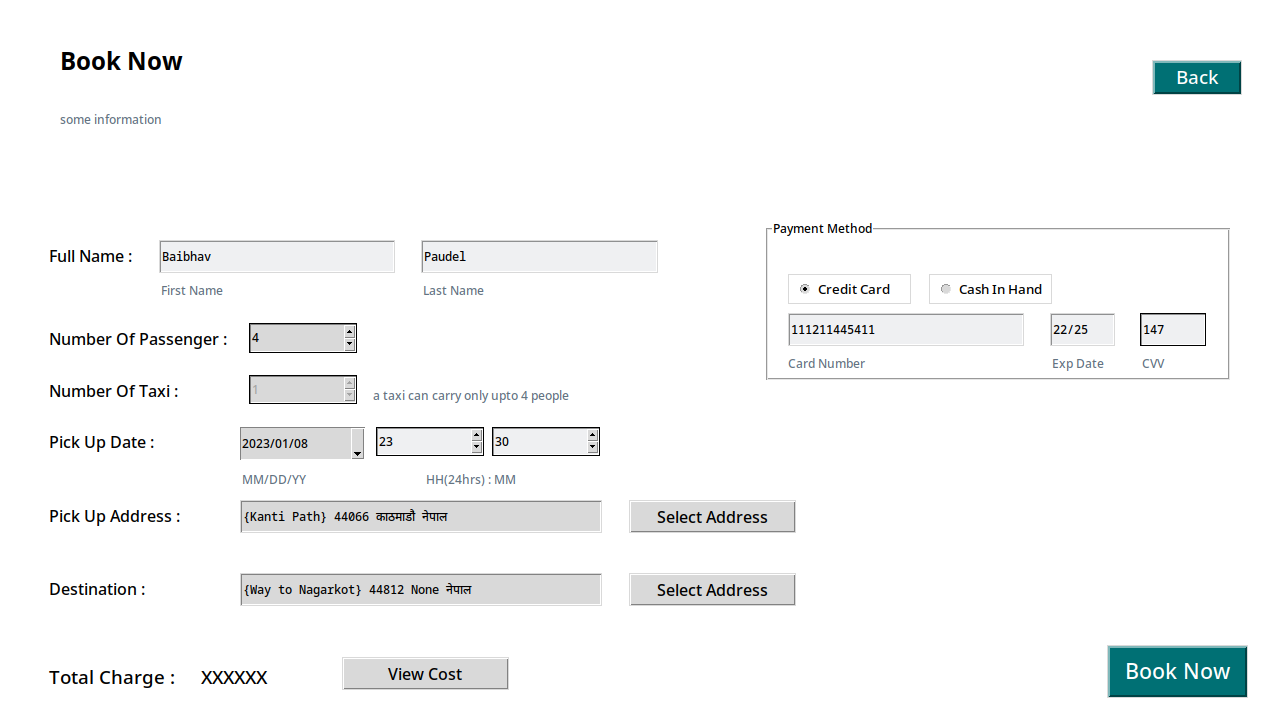 Book Now
Back
some information
Full Name : Baibhav Paudel
First Name Last Name
Payment Method
Credit Card Cash In Hand
111211445411 22/25 147
Card Number Exp Date CVV
Number Of Passenger : 4
Number Of Taxi : 1 a taxi can carry only upto 4 people
Pick Up Date : 2023/01/08 23 30
MM/DD/YY HH(24hrs) : MM
Pick Up Address : {Kanti Path} 44066 काठमाडौं नेपाल Select Address
Destination : {Way to Nagarkot} 44812 None नेपाल Select Address
Total Charge : XXXXXX View Cost
Book Now